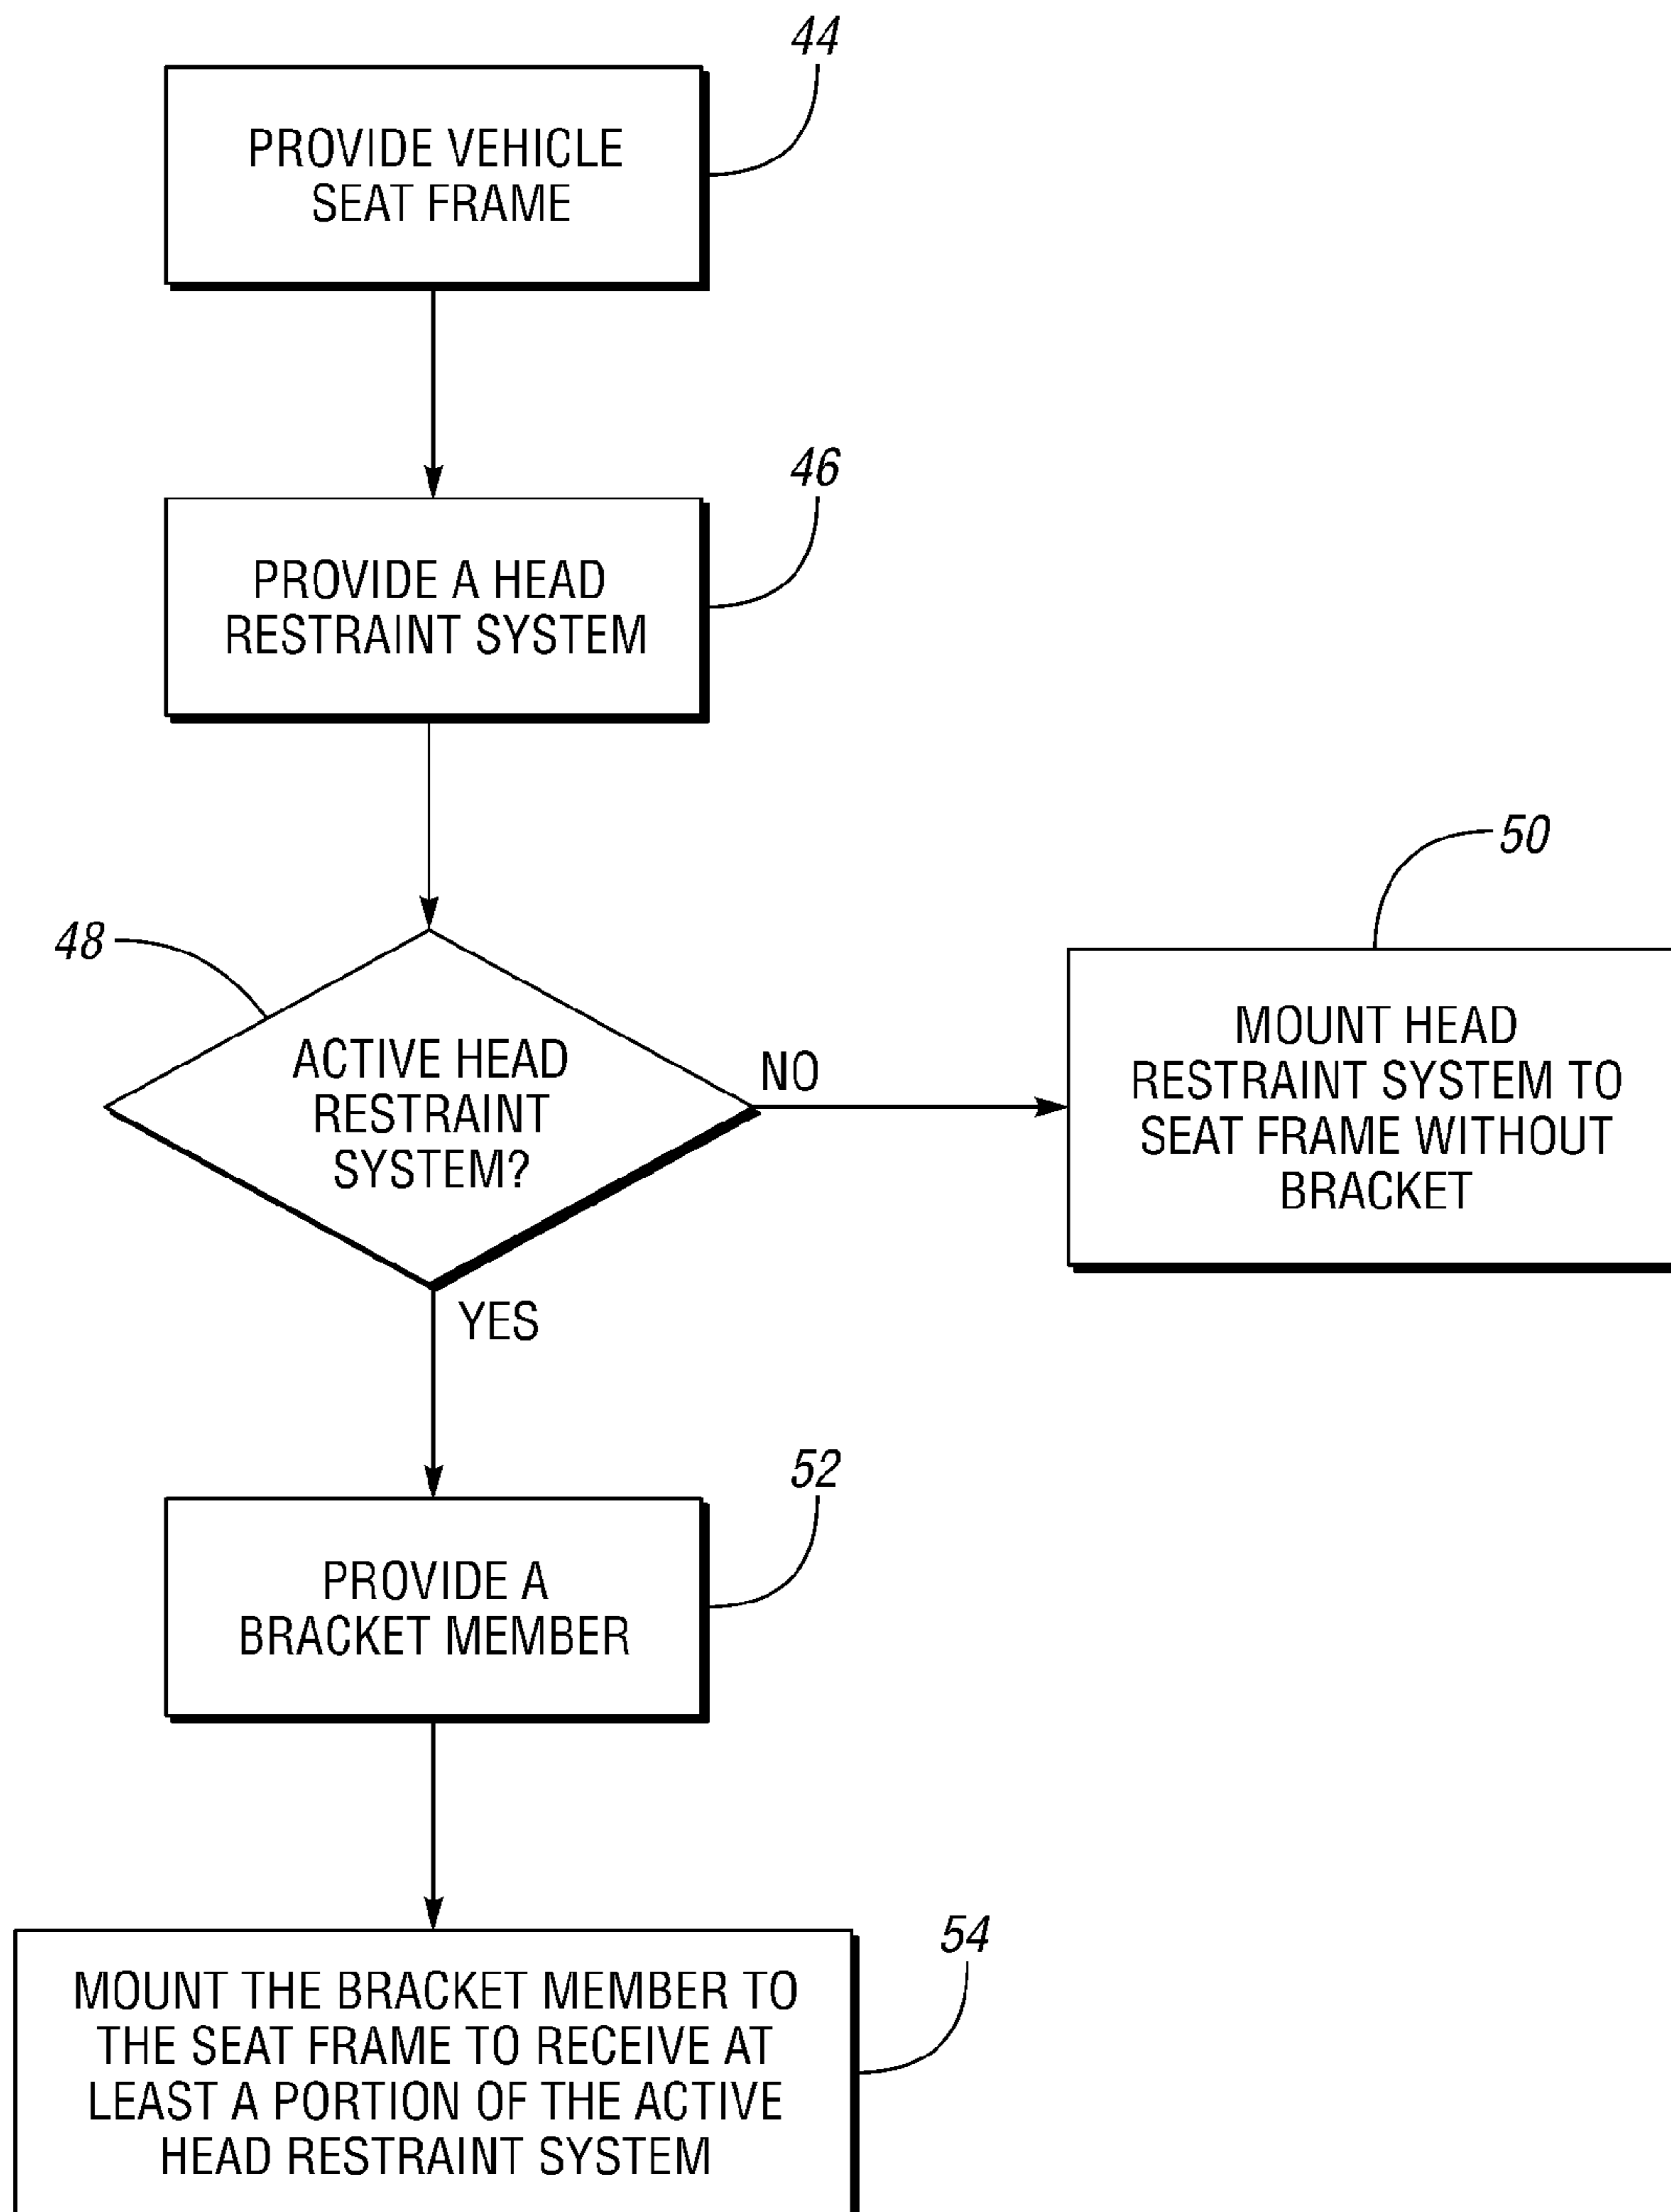 44
PROVIDE VEHICLE
SEAT FRAME
46
PROVIDE A HEAD
RESTRAINT SYSTEM
48
ACTIVE HEAD
RESTRAINT
SYSTEM?
NO
50
MOUNT HEAD
RESTRAINT SYSTEM TO
SEAT FRAME WITHOUT
BRACKET
YES
52
PROVIDE A
BRACKET MEMBER
54
MOUNT THE BRACKET MEMBER TO
THE SEAT FRAME TO RECEIVE AT
LEAST A PORTION OF THE ACTIVE
HEAD RESTRAINT SYSTEM